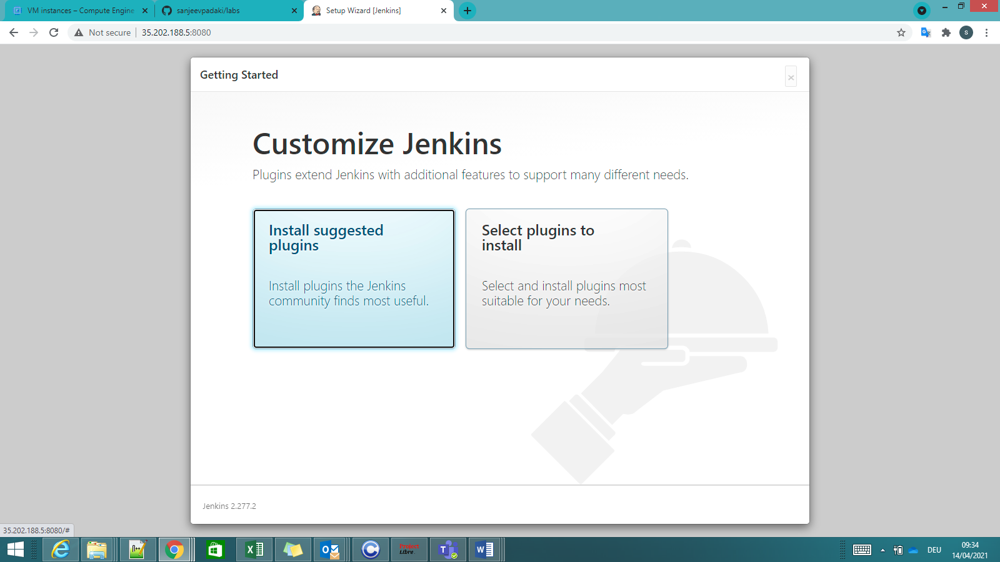 VM instances – Compute Engine
sanjeevpadaki/labs
Setup Wizard [Jenkins]
Not secure
35.202.188.5:8080
S
Getting Started
Customize Jenkins
Plugins extend Jenkins with additional features to support many different needs.
Install suggested
plugins
Install plugins the Jenkins
community finds most useful.
Select plugins to
install
Select and install plugins most
suitable for your needs.
Jenkins 2.277.2
35.202.188.5:8080/#
Project
Libre
DEU
09:34
14/04/2021